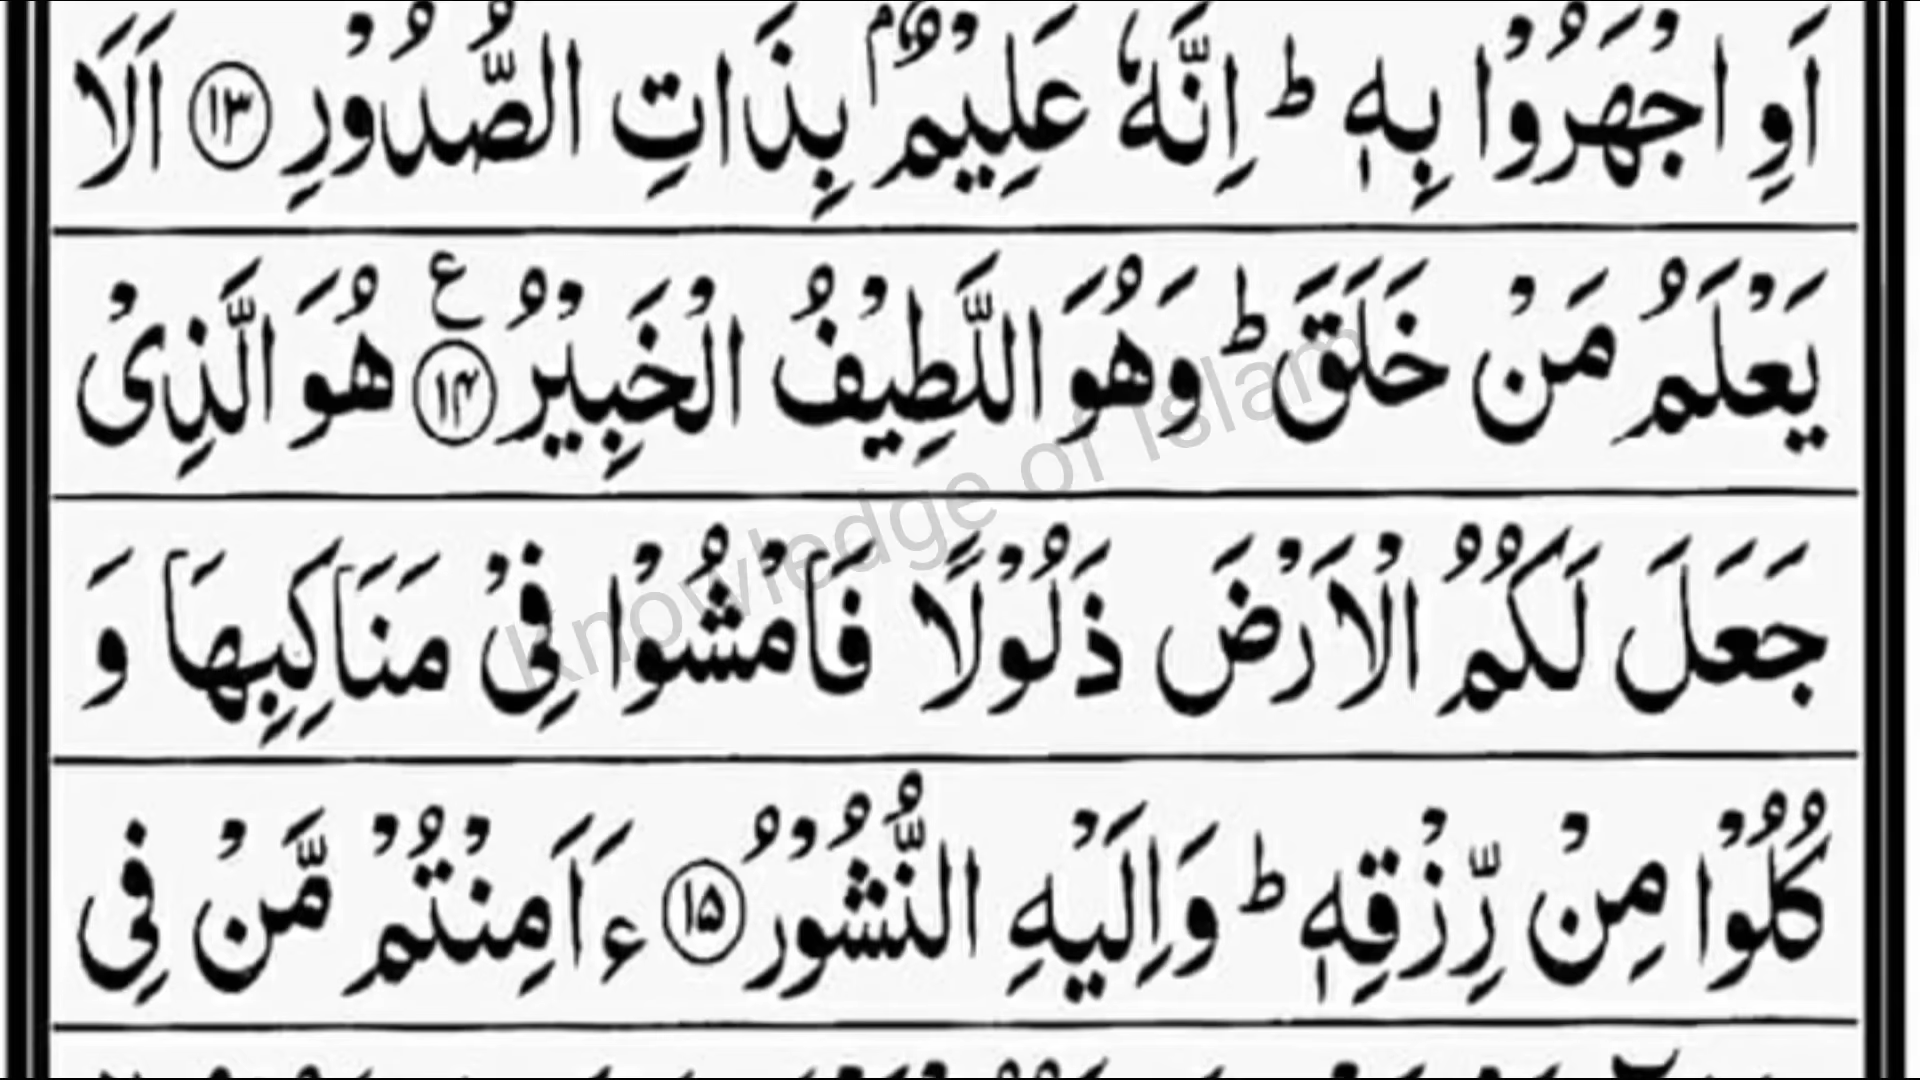 اَوِ اجْهَرُوْا بِهٖ ؕ اِنَّهٗ عَلِيْمٌۢ بِذَاتِ الصُّدُوْرِ ﴿۱۳﴾ اَلَا
يَعْلَمُ مَنْ خَلَقَ ؕ وَهُوَ اللَّطِيْفُ الْخَبِيْرُ ﴿۱۴﴾ ع هُوَ الَّذِىْ
جَعَلَ لَكُمُ الْاَرْضَ ذَلُوْلًا فَامْشُوْا فِىْ مَنَاكِبِهَا وَ
كُلُوْا مِنْ رِّزْقِهٖ ؕ وَاِلَيْهِ النُّشُوْرُ ﴿۱۵﴾ ءَاَمِنْتُمْ مَّنْ فِى
Knowledge of Islam